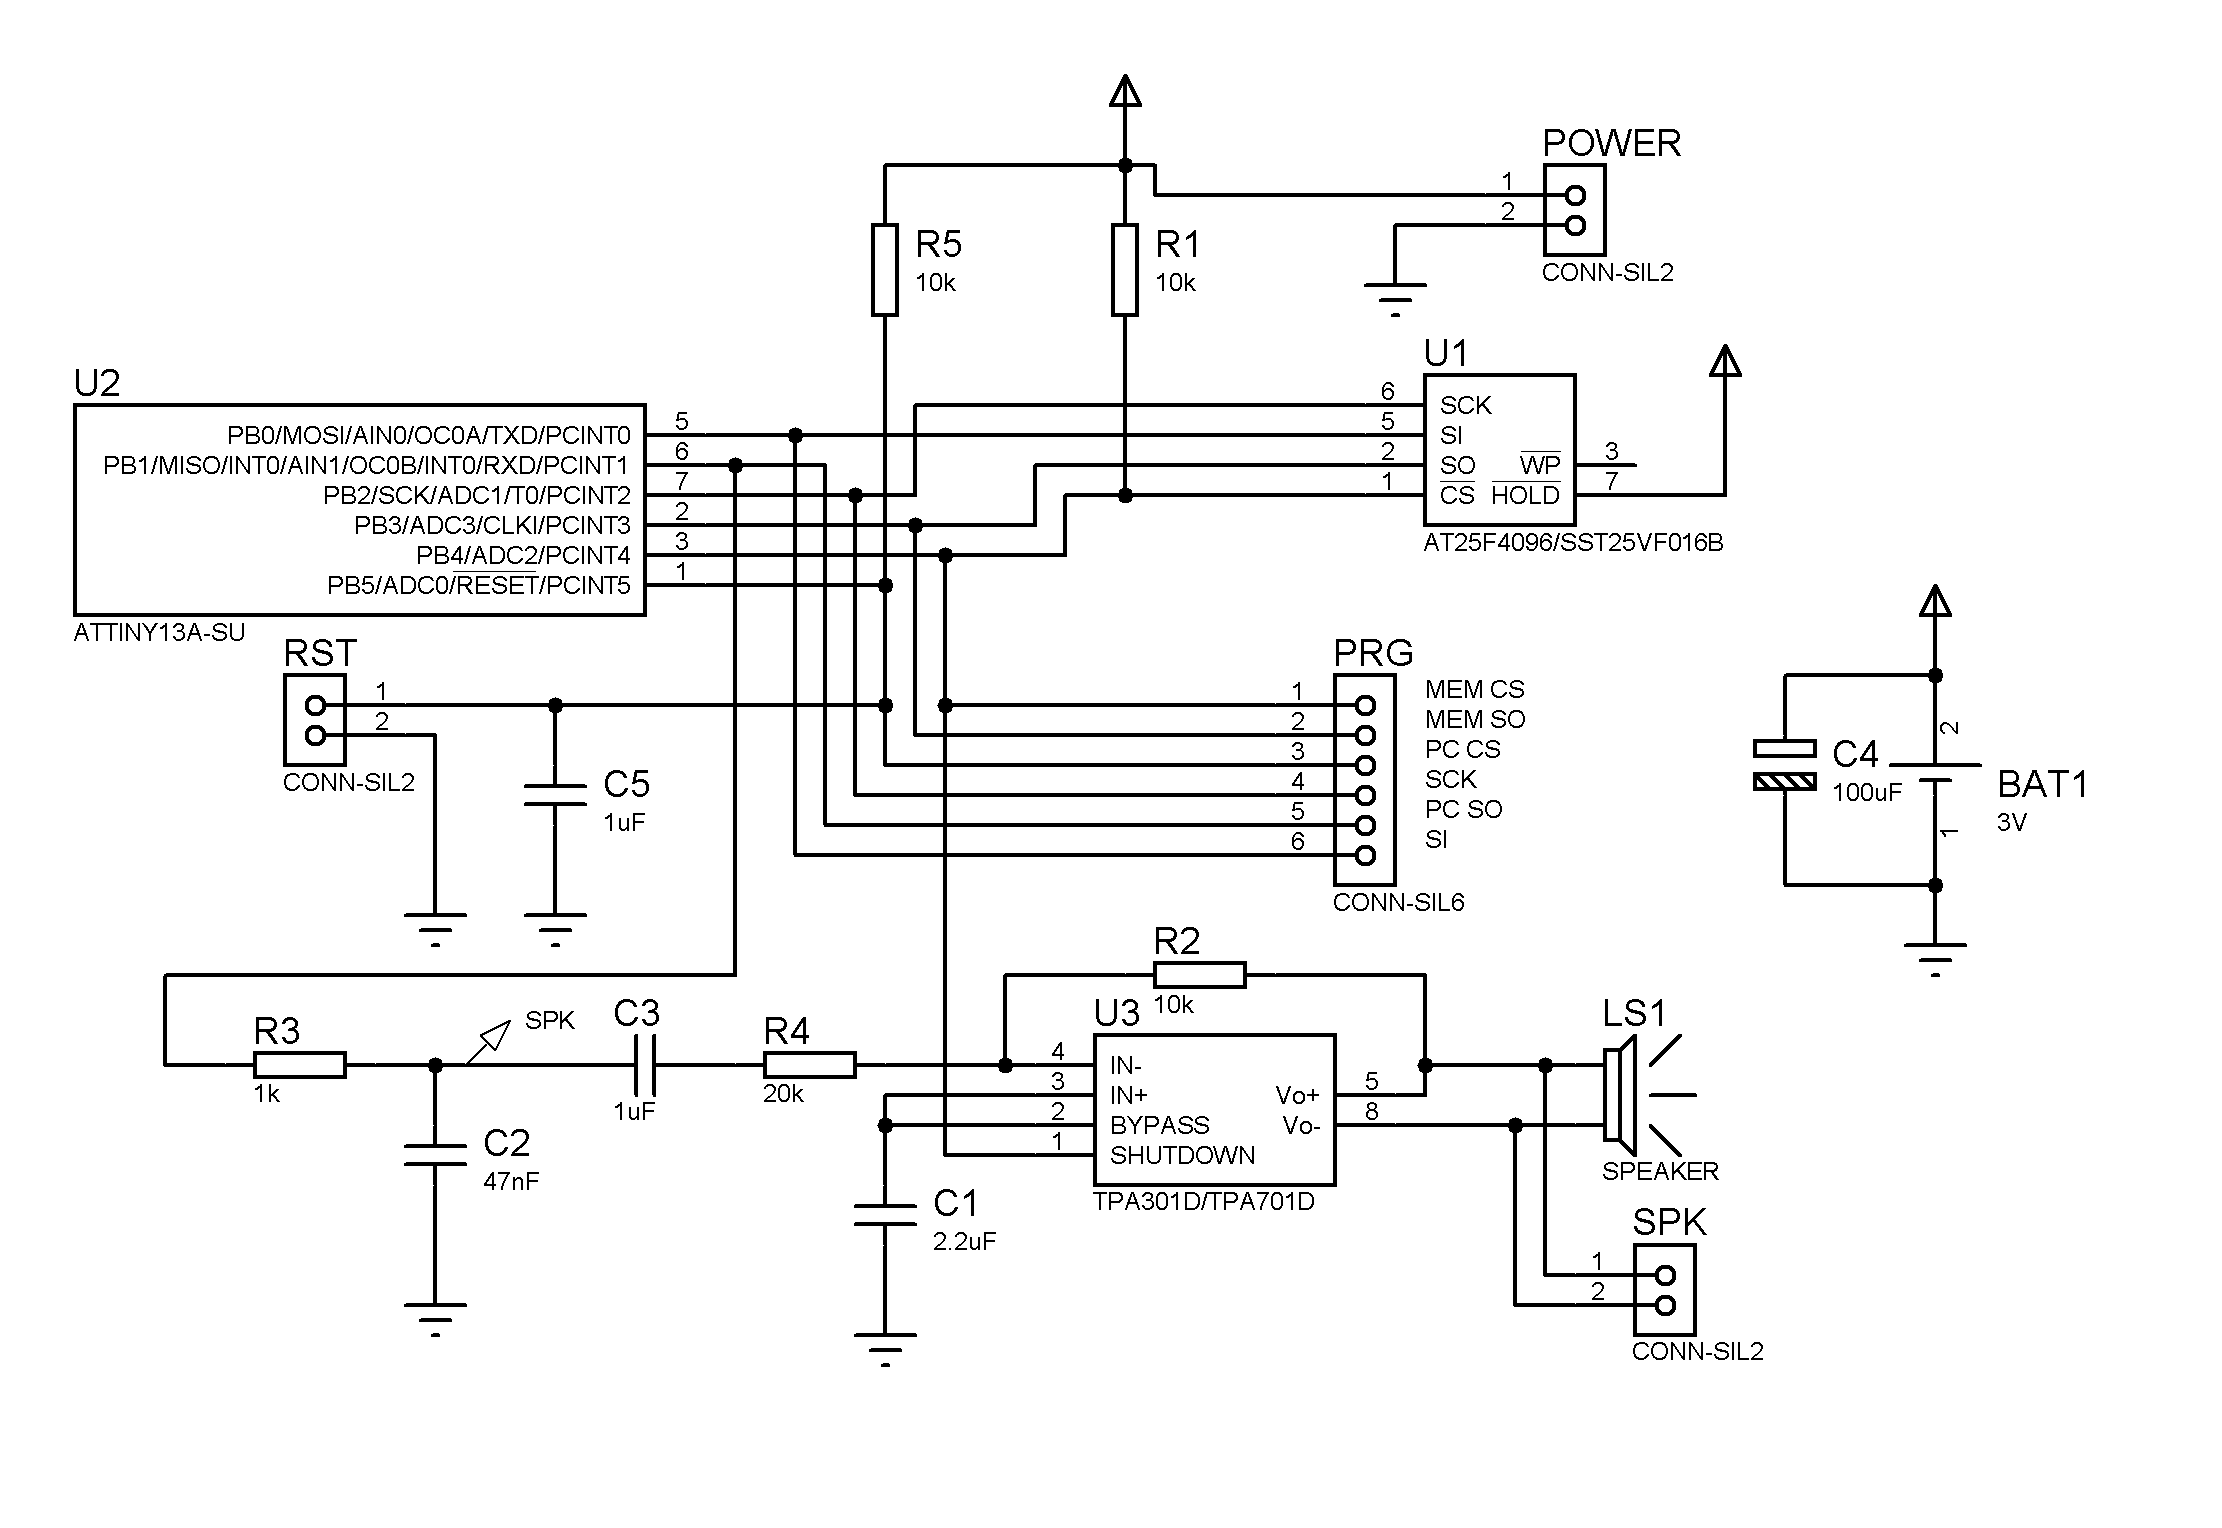 POWER
1
2
CONN-SIL2
R5
10k
R1
10k
U2
PB0/MOSI/AIN0/OC0A/TXD/PCINT0
PB1/MISO/INT0/AIN1/OC0B/INT0/RXD/PCINT1
PB2/SCK/ADC1/T0/PCINT2
PB3/ADC3/CLKI/PCINT3
PB4/ADC2/PCINT4
PB5/ADC0/RESET/PCINT5
5
6
7
2
3
1
ATTINY13A-SU
U1
6
5
2
1
SCK
SI
SO
CS
WP
HOLD
3
7
AT25F4096/SST25VF016B
RST
1
2
CONN-SIL2
C5
1uF
PRG
1
2
3
4
5
6
MEM CS
MEM SO
PC CS
SCK
PC SO
SI
CONN-SIL6
C4
100uF
2
1
BAT1
3V
R3
1k
SPK
C3
1uF
R4
20k
C2
47nF
R2
10k
U3
4
3
2
1
IN-
IN+
BYPASS
SHUTDOWN
Vo+
Vo-
5
8
TPA301D/TPA701D
C1
2.2uF
LS1
SPEAKER
SPK
1
2
CONN-SIL2